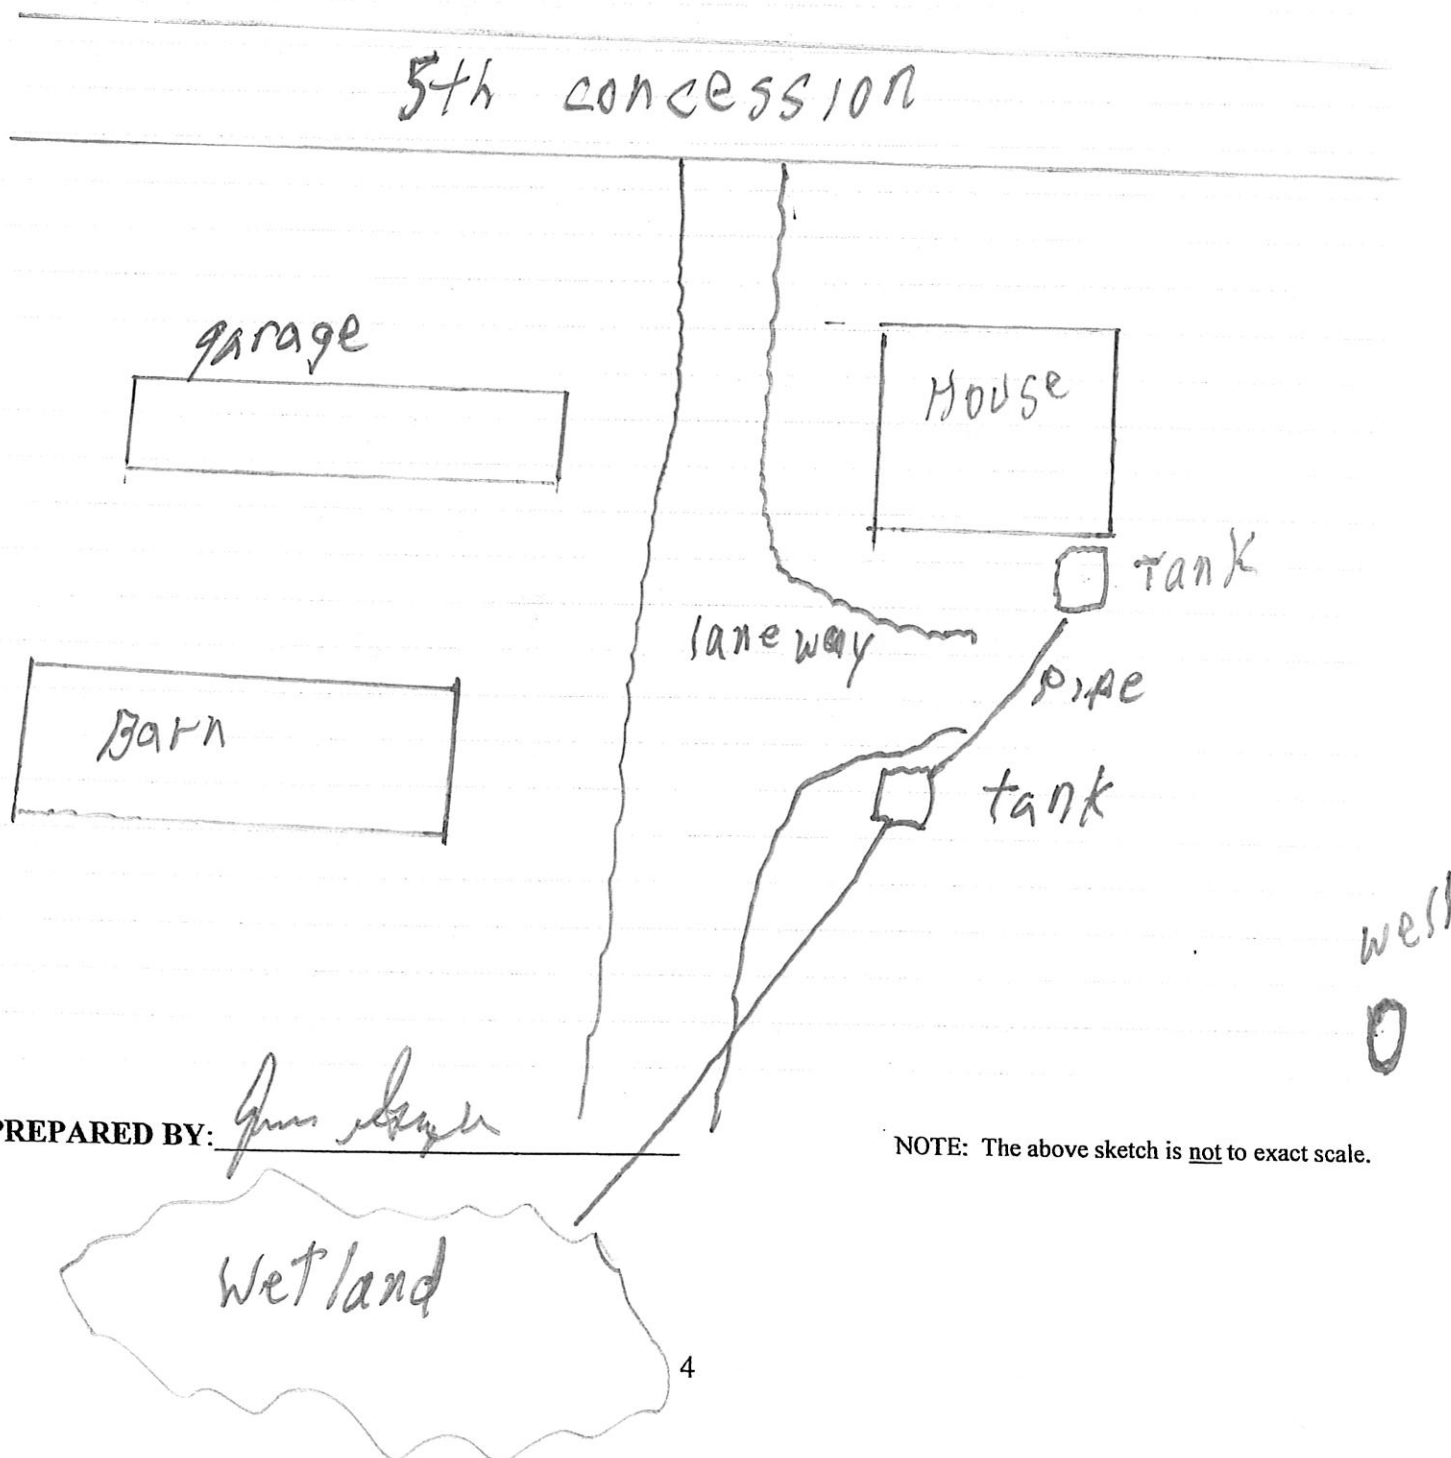 5th concession
garage
House
Tank
laneway
pipe
Barn
tank
well
PREPARED BY:
NOTE: The above sketch is not to exact scale.
Wetland
4